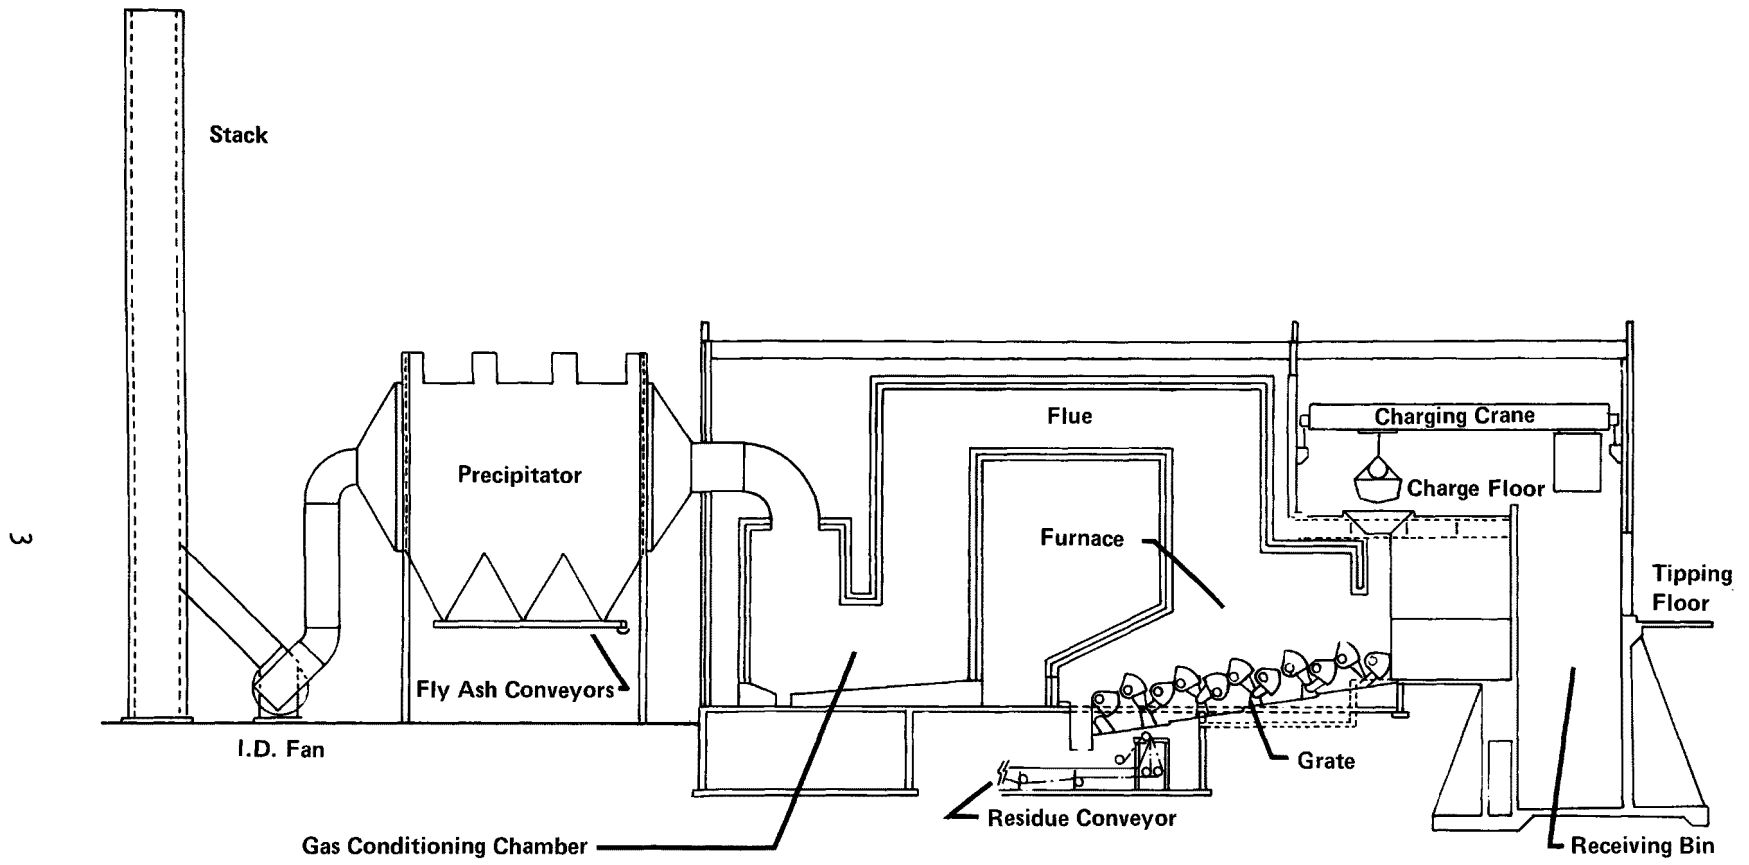 Stack
Flue
Charging Crane
Precipitator
Charge Floor
3
Furnace
Tipping
Floor
Fly Ash Conveyors
I.D. Fan
Grate
Residue Conveyor
Gas Conditioning Chamber
Receiving Bin